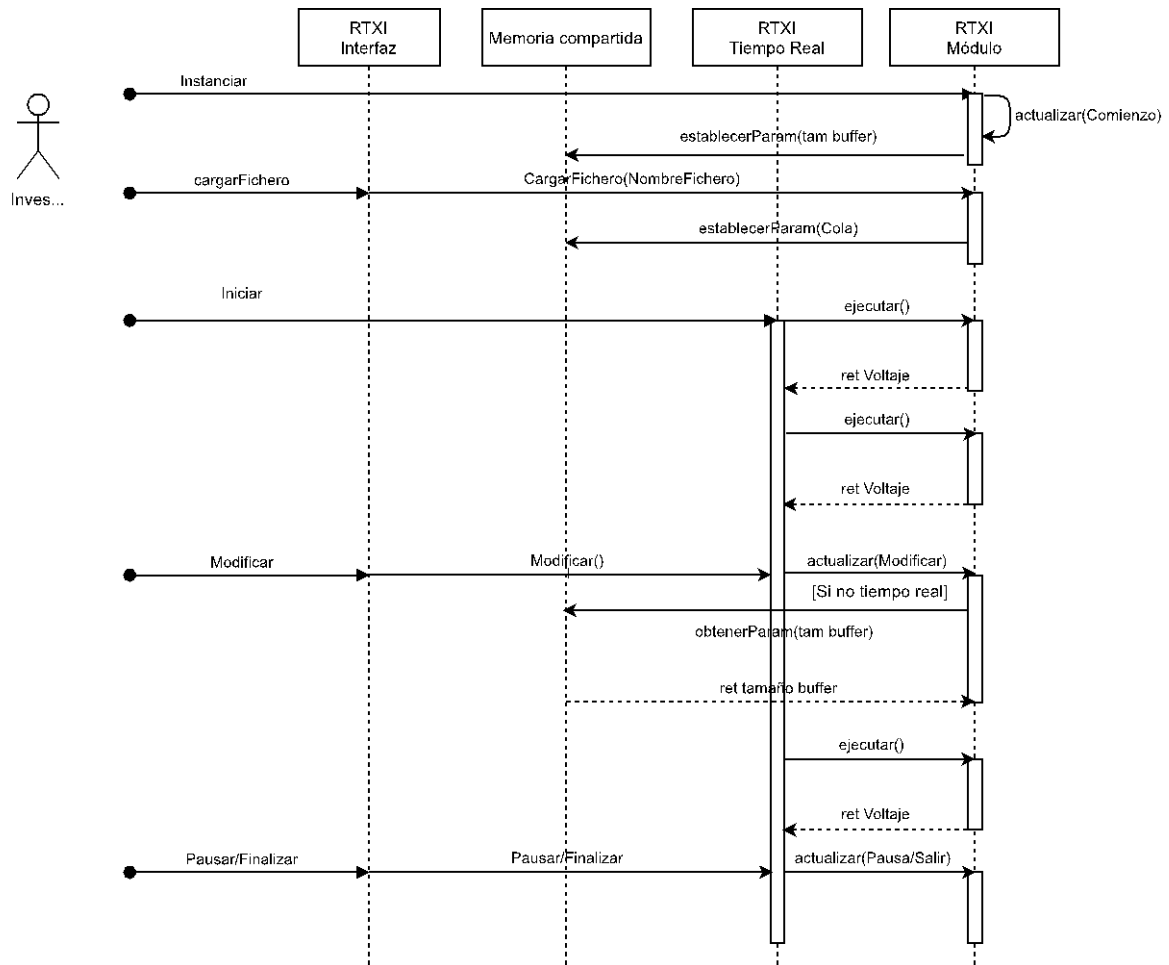 RTXI
Interfaz
Memoria compartida
RTXI
Tiempo Real
RTXI
Módulo
Instanciar
actualizar(Comienzo)
establecerParam(tam buffer)
cargarFichero
CargarFichero(NombreFichero)
Inves...
establecerParam(Cola)
Iniciar
ejecutar()
ret Voltaje
ejecutar()
ret Voltaje
Modificar
Modificar()
actualizar(Modificar)
[Si no tiempo real]
obtenerParam(tam buffer)
ret tamaño buffer
ejecutar()
ret Voltaje
Pausar/Finalizar
Pausar/Finalizar
actualizar(Pausa/Salir)